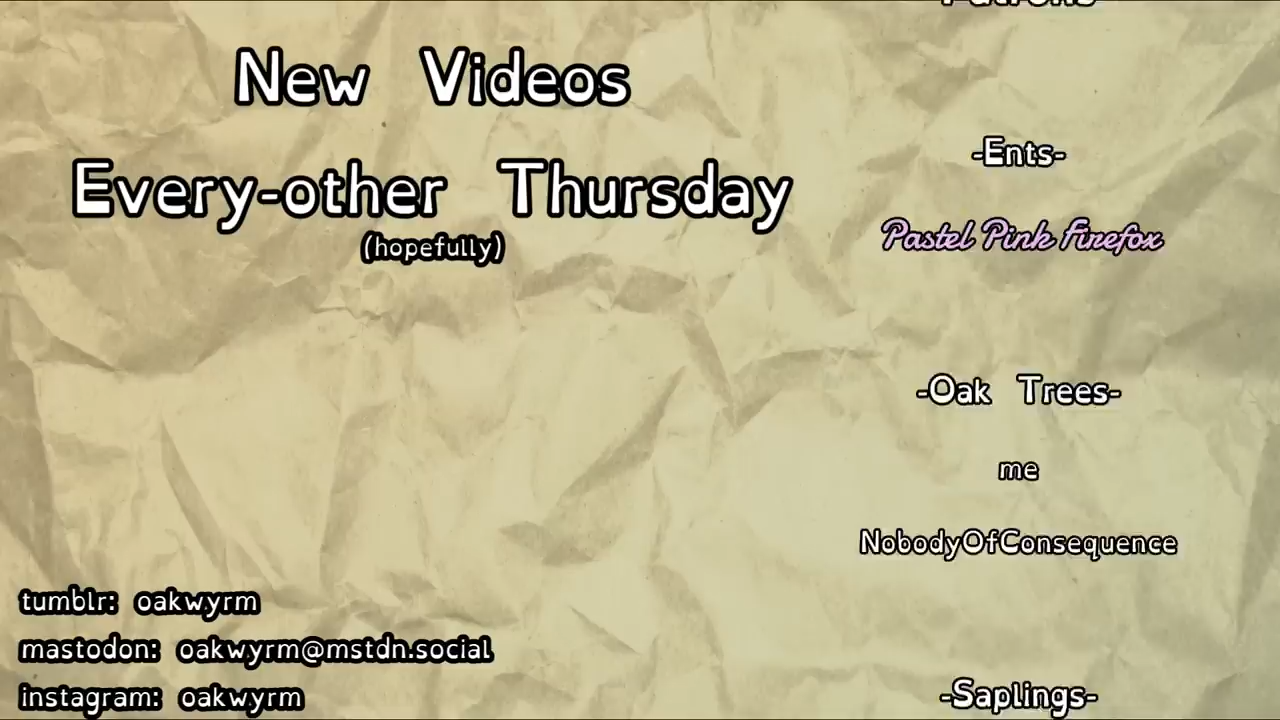 New Videos
Every-other Thursday
(hopefully)
tumblr: oakwyrm
mastodon: oakwyrm@mstdn.social
instagram: oakwyrm
Patrons
-Ents-
Pastel Pink Firefox
-Oak Trees-
me
NobodyOfConsequence
-Saplings-